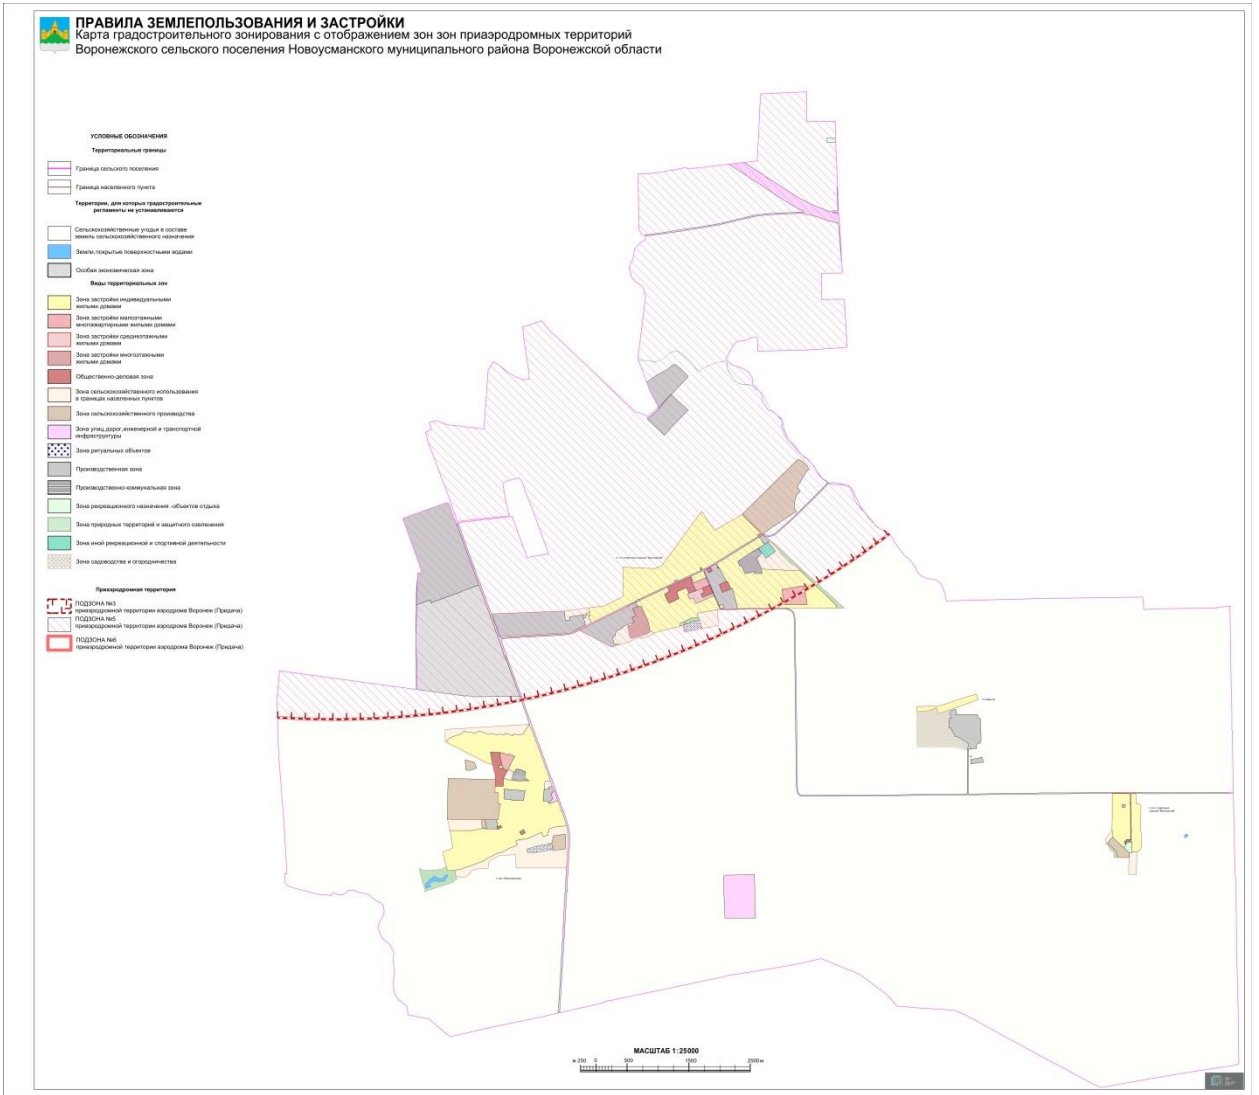 ПРАВИЛА ЗЕМЛЕПОЛЬЗОВАНИЯ И ЗАСТРОЙКИ
Карта градостроительного зонирования с отображением зон зон приаэродромных территорий
Воронежского сельского поселения Новоусманского муниципального района Воронежской области
УСЛОВНЫЕ ОБОЗНАЧЕНИЯ
Территориальные границы
Граница сельского поселения
Граница населенного пункта
Территории, для которых градостроительные
регламенты не устанавливаются
Сельскохозяйственные угодья в составе
земель сельскохозяйственного назначения
Земли, покрытые поверхностными водами
Особая экономическая зона
Виды территориальных зон
Зона застройки индивидуальными
жилыми домами
Зона застройки малоэтажными
многоквартирными жилыми домами
Зона застройки среднеэтажными
жилыми домами
Зона застройки многоэтажными
жилыми домами
Общественно-деловая зона
Зона сельскохозяйственного использования
в границах населенных пунктов
Зона сельскохозяйственного производства
Зона улиц, дорог, инженерной и транспортной
инфраструктуры
Зона ритуальных объектов
Производственная зона
Производственно-коммунальная зона
Зона рекреационного назначения -объектов отдыха
Зона природных территорий и защитного озеленения
Зона иной рекреационной и спортивной деятельности
Зона садоводства и огородничества
Приаэродромная территория
ПОДЗОНА №3
приаэродромной территории аэродрома Воронеж (Придача)
ПОДЗОНА №5
приаэродромной территории аэродрома Воронеж (Придача)
ПОДЗОНА №6
приаэродромной территории аэродрома Воронеж (Придача)
МАСШТАБ 1:25000
м 250 0 500 1500 2500 м